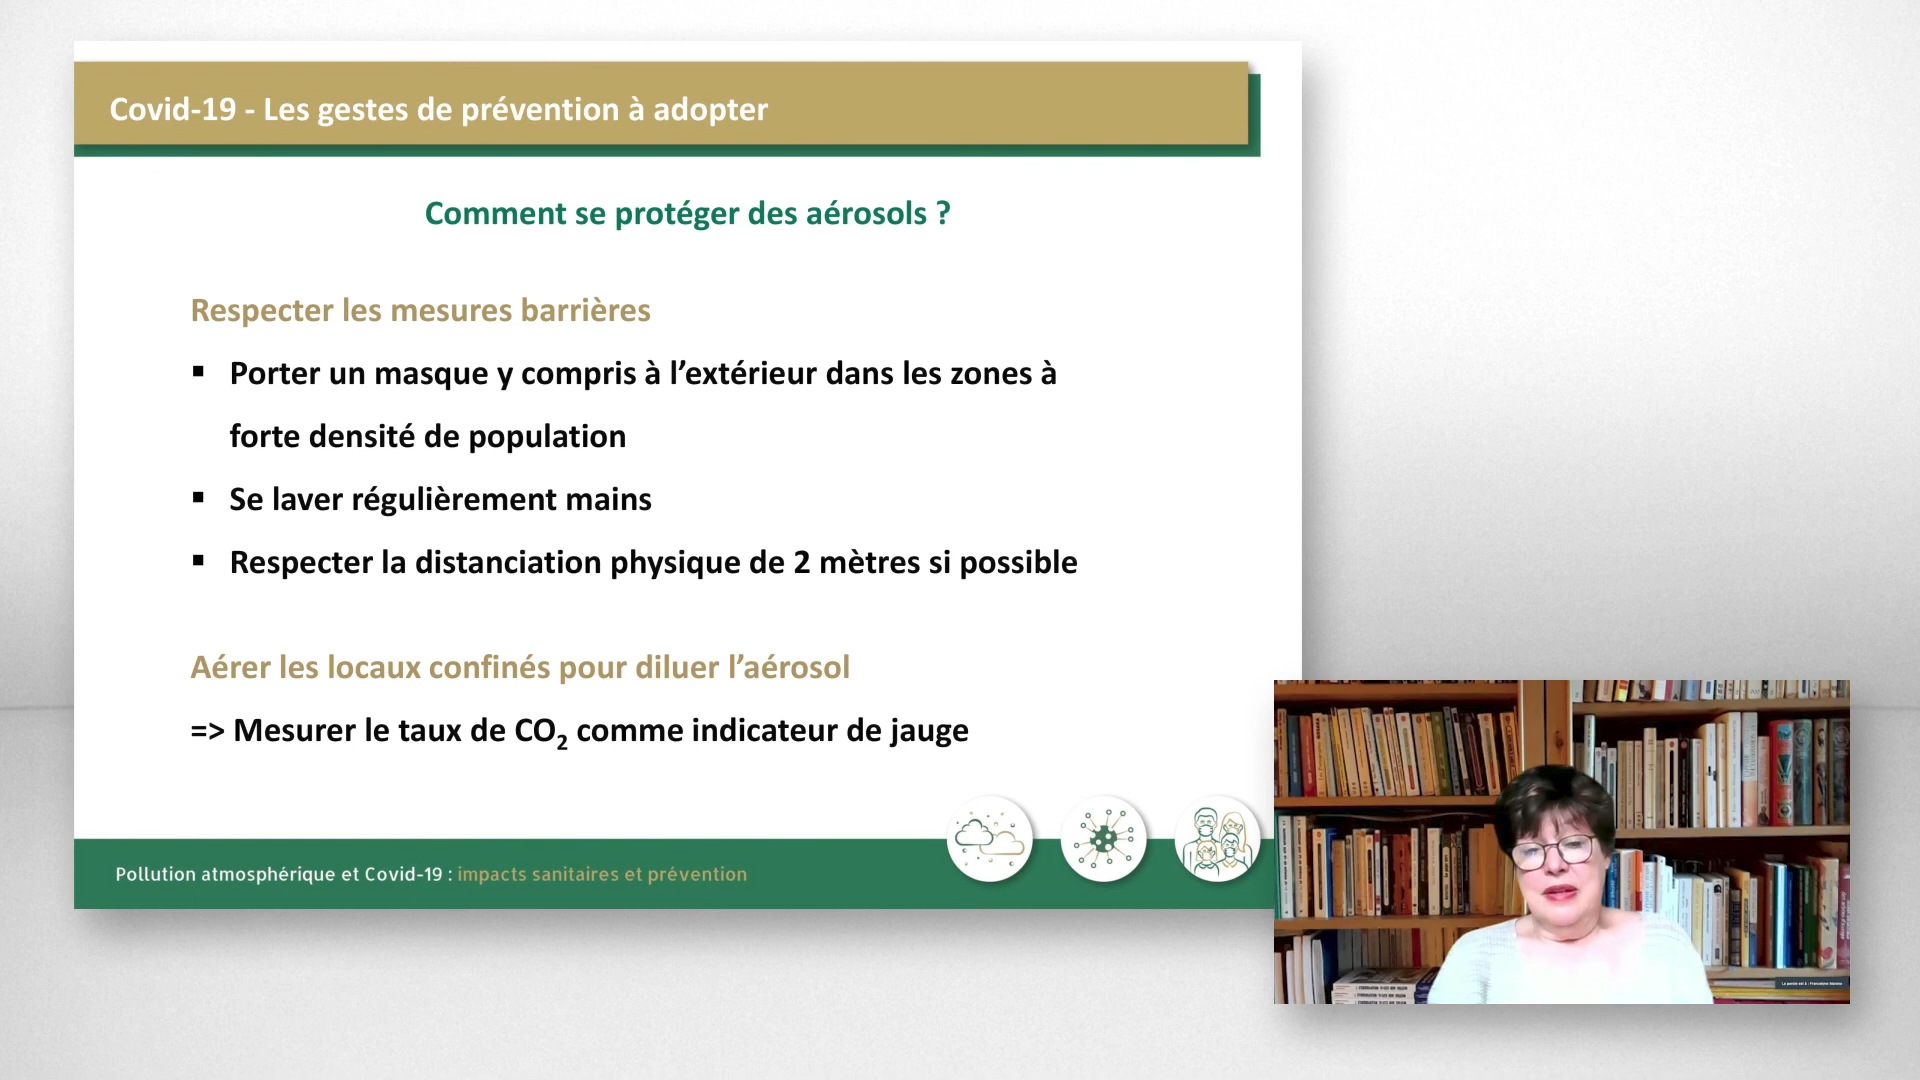 Covid-19 - Les gestes de prévention à adopter
Comment se protéger des aérosols ?
Respecter les mesures barrières
▪ Porter un masque y compris à l’extérieur dans les zones à
forte densité de population
▪ Se laver régulièrement mains
▪ Respecter la distanciation physique de 2 mètres si possible
Aérer les locaux confinés pour diluer l’aérosol
=> Mesurer le taux de CO₂ comme indicateur de jauge
Pollution atmosphérique et Covid-19 : impacts sanitaires et prévention